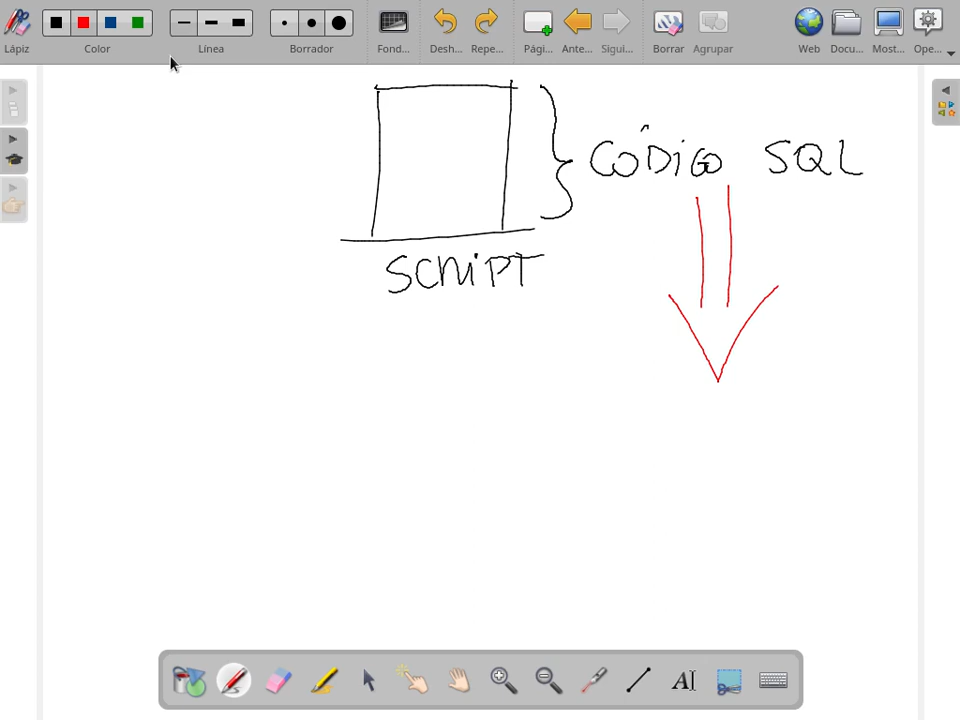 Lápiz Color Línea Borrador Fond... Desh... Repe... Pági... Ante... Sigui... Borrar Agrupar Web Docu... Most... Ope...
CÓDIGO SQL
SCRIPT
A